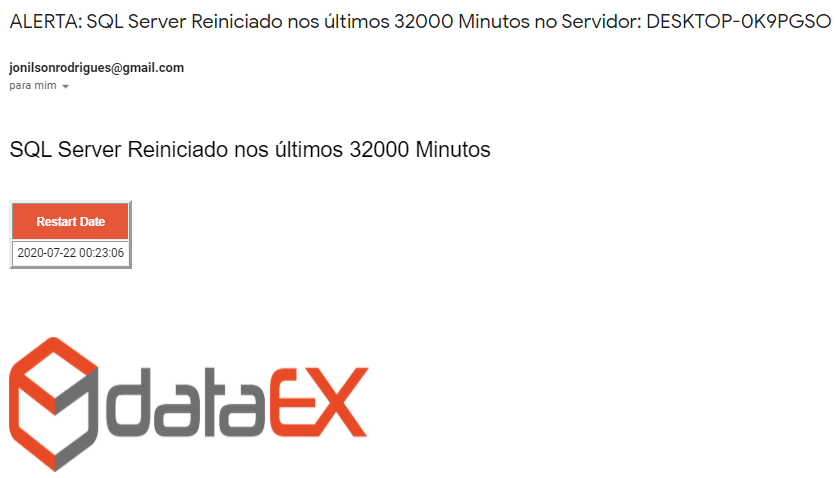 ALERTA: SQL Server Reiniciado nos últimos 32000 Minutos no Servidor: DESKTOP-0K9PGSO
jonilsonrodrigues@gmail.com
para mim
SQL Server Reiniciado nos últimos 32000 Minutos
Restart Date
2020-07-22 00:23:06
dataEX